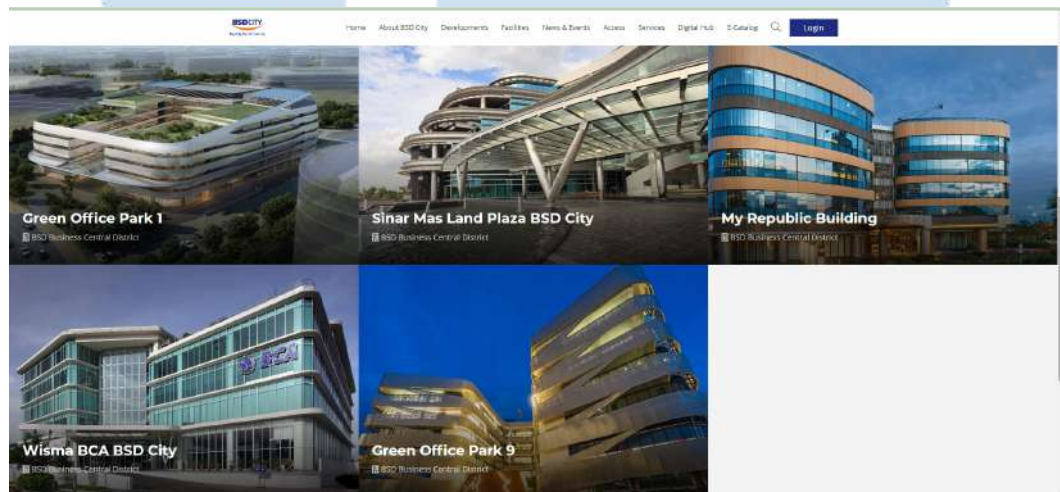 BSD CITY
Home About BSD City Developments Facilities News & Events Access Services Digital Hub E-Catalog Login
Green Office Park 1
BSD Business Central District
Sinar Mas Land Plaza BSD City
BSD Business Central District
My Republic Building
BSD Business Central District
BCA
Wisma BCA BSD City
BSD Business Central District
Green Office Park 9
BSD Business Central District